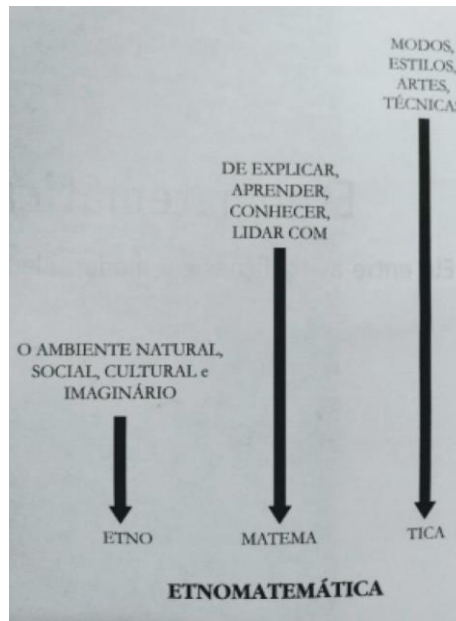 MODOS,
ESTILOS,
ARTES,
TÉCNICAS
DE EXPLICAR,
APRENDER,
CONHECER,
LIDAR COM
O AMBIENTE NATURAL,
SOCIAL, CULTURAL e
IMAGINÁRIO
ETNO
MATEMA
TICA
ETNOMATEMÁTICA